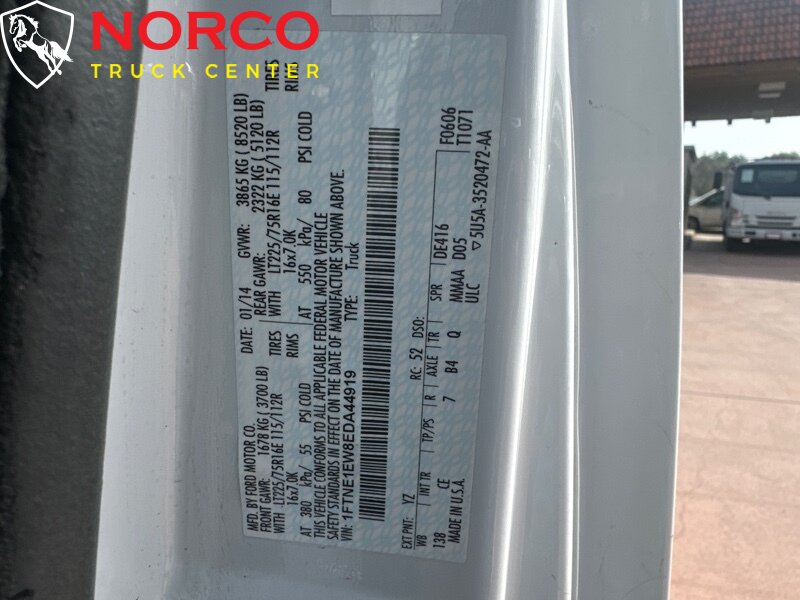 NORCO
TRUCK CENTER
MFD. BY FORD MOTOR CO. DATE: 01/14 GVWR: 3865 KG ( 8520 LB)
FRONT GAWR: 1678 KG ( 3700 LB) REAR GAWR: 2322 KG ( 5120 LB)
WITH LT225/75R16E 115/112R TIRES WITH LT225/75R16E 115/112R TIRES
16x7.0K RIMS 16x7.0K RIMS
AT 380 kPa/ 55 PSI COLD AT 550 kPa/ 80 PSI COLD
THIS VEHICLE CONFORMS TO ALL APPLICABLE FEDERAL MOTOR VEHICLE
SAFETY STANDARDS IN EFFECT ON THE DATE OF MANUFACTURE SHOWN ABOVE.
VIN: 1FTNE1EW8EDA44919 TYPE: Truck
EXT PNT: YZ RC: 52 DSO: F0606
WB INT TR TP/PS R AXLE TR SPR DE416 T1071
138 CE 7 B4 Q MMAA D05
MADE IN U.S.A. ULC ▽5U5A-3520472-AA